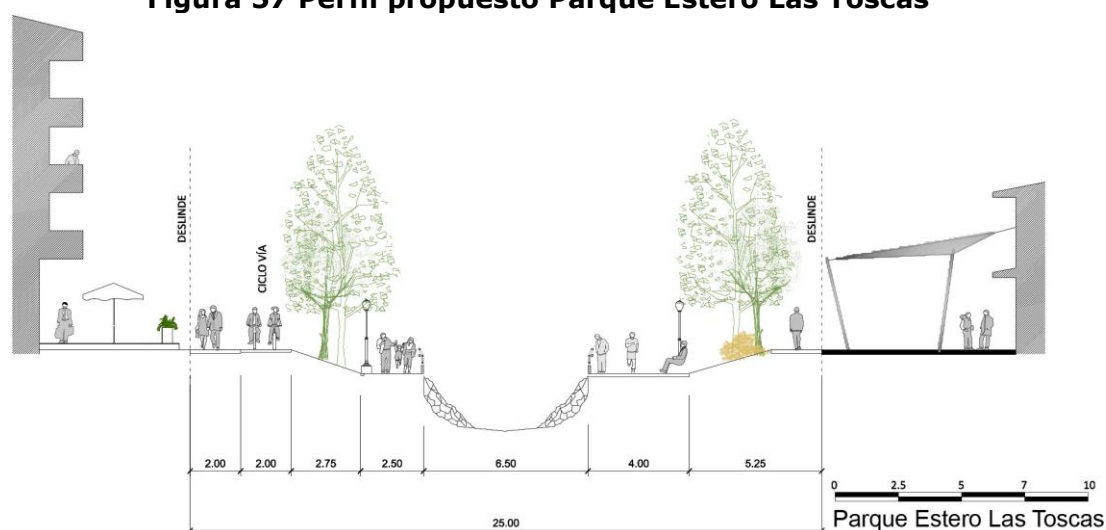 Figura 37 Perfil propuesto Parque Estero Las Toscas
DESLINDE
CICLO VÍA
DESLINDE
2.00 2.00 2.75 2.50 6.50 4.00 5.25
25.00
0 2.5 5 7 10
Parque Estero Las Toscas